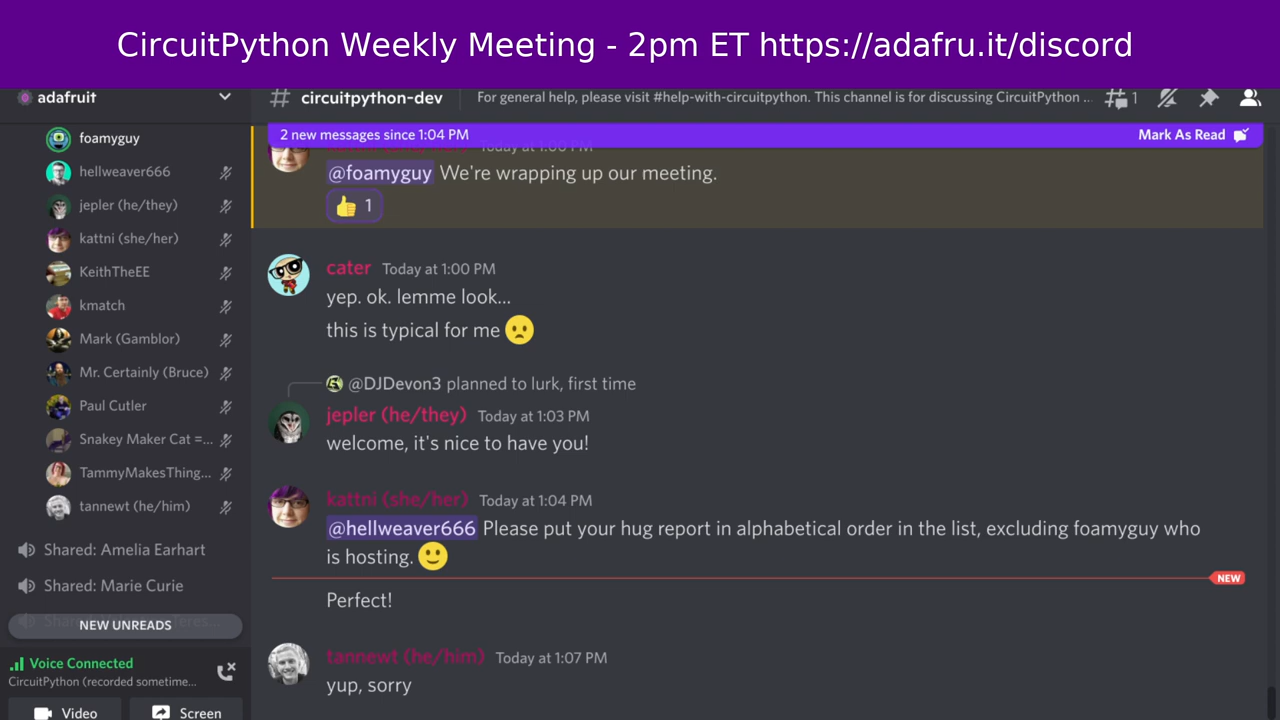 CircuitPython Weekly Meeting - 2pm ET https://adafru.it/discord
adafruit
foamyguy
hellweaver666
jepler (he/they)
kattni (she/her)
KeithTheEE
kmatch
Mark (Gamblor)
Mr. Certainly (Bruce)
Paul Cutler
Snakey Maker Cat =...
TammyMakesThing...
tannewt (he/him)
Shared: Amelia Earhart
Shared: Marie Curie
NEW UNREADS
Voice Connected
CircuitPython (recorded sometime...
Video
Screen
# circuitpython-dev
For general help, please visit #help-with-circuitpython. This channel is for discussing CircuitPython ...
1
2 new messages since 1:04 PM
Mark As Read
@foamyguy We're wrapping up our meeting.
1
cater Today at 1:00 PM
yep. ok. lemme look...
this is typical for me
@DJDevon3 planned to lurk, first time
jepler (he/they) Today at 1:03 PM
welcome, it's nice to have you!
kattni (she/her) Today at 1:04 PM
@hellweaver666 Please put your hug report in alphabetical order in the list, excluding foamyguy who
is hosting.
NEW
Perfect!
tannewt (he/him) Today at 1:07 PM
yup, sorry